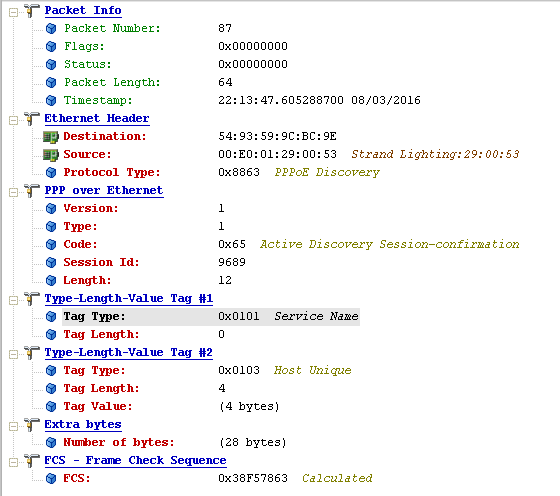 Packet Info
Packet Number: 87
Flags: 0x00000000
Status: 0x00000000
Packet Length: 64
Timestamp: 22:13:47.605288700 08/03/2016
Ethernet Header
Destination: 54:93:59:9C:BC:9E
Source: 00:E0:01:29:00:53 Strand Lighting:29:00:53
Protocol Type: 0x8863 PPPoE Discovery
PPP over Ethernet
Version: 1
Type: 1
Code: 0x65 Active Discovery Session-confirmation
Session Id: 9689
Length: 12
Type-Length-Value Tag #1
Tag Type: 0x0101 Service Name
Tag Length: 0
Type-Length-Value Tag #2
Tag Type: 0x0103 Host Unique
Tag Length: 4
Tag Value: (4 bytes)
Extra bytes
Number of bytes: (28 bytes)
FCS - Frame Check Sequence
FCS: 0x38F57863 Calculated